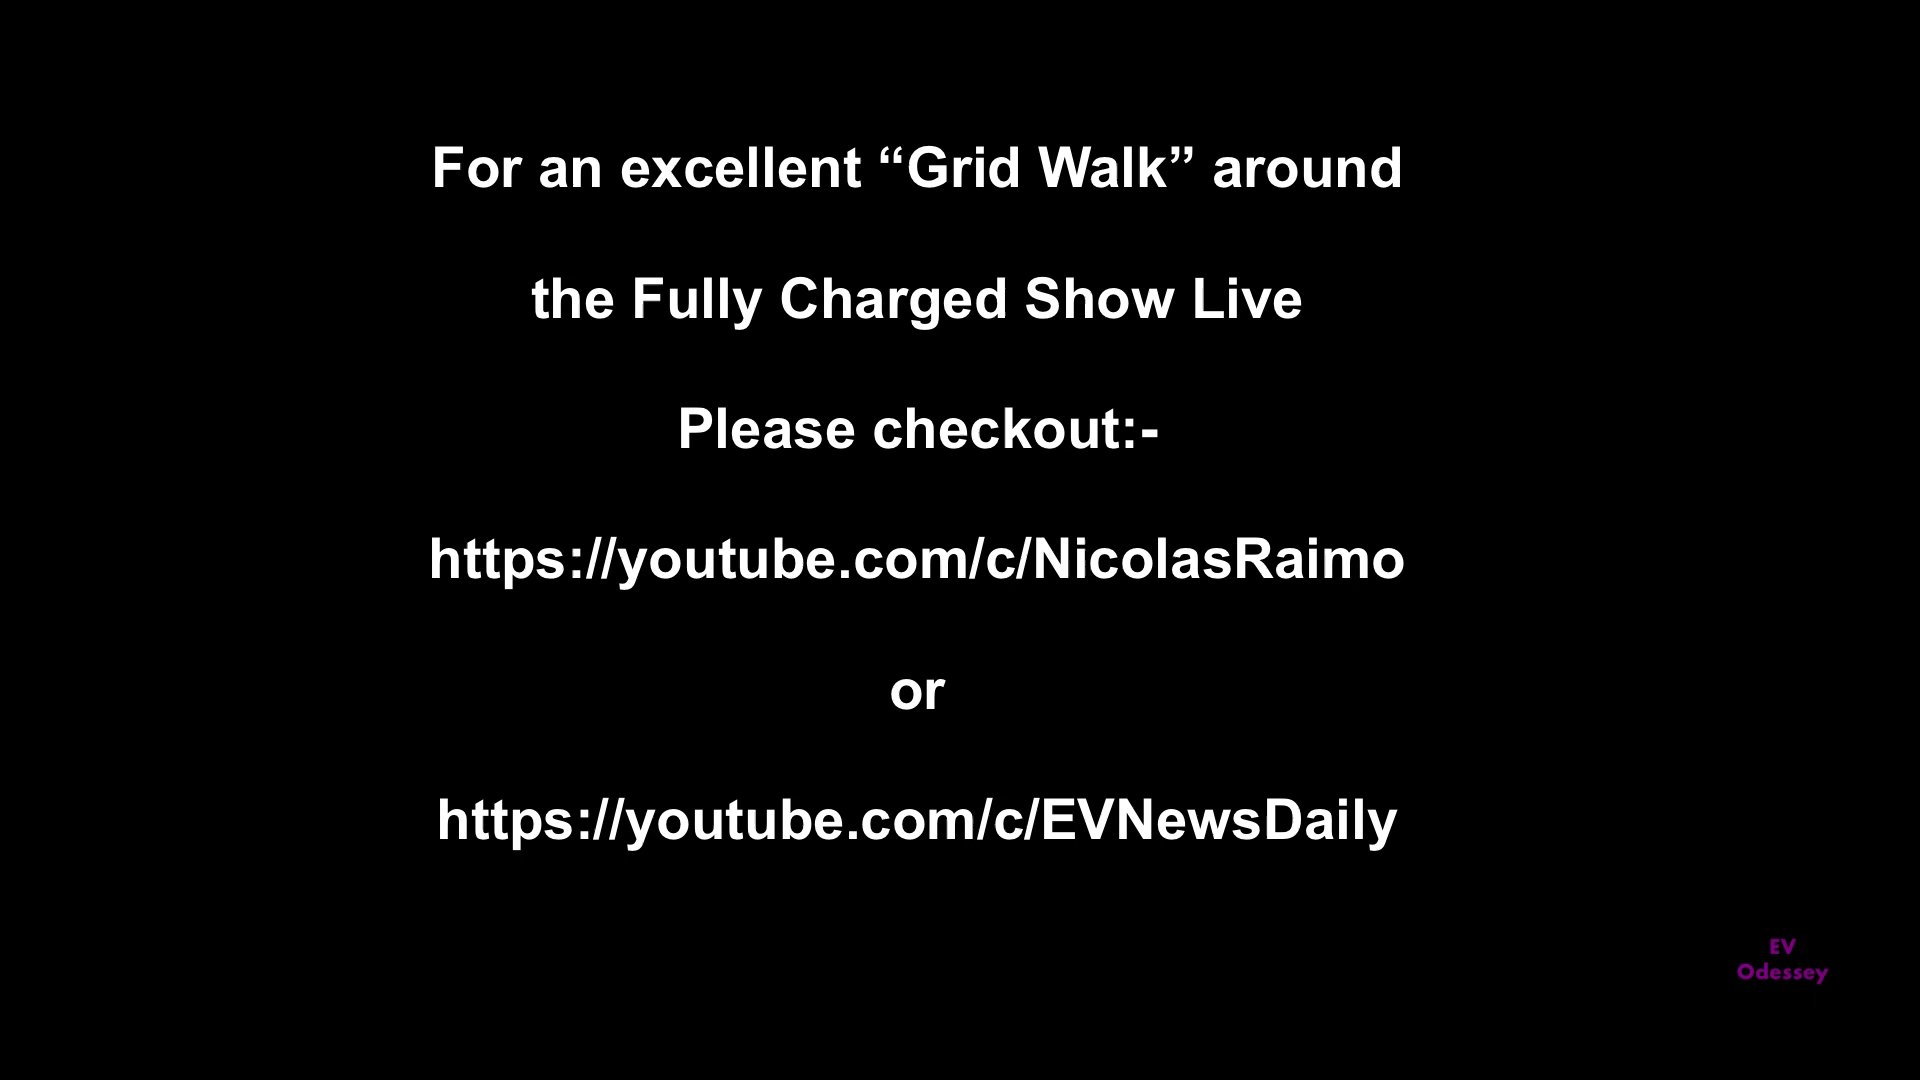 For an excellent “Grid Walk” around
the Fully Charged Show Live
Please checkout:-
https://youtube.com/c/NicolasRaimo
or
https://youtube.com/c/EVNewsDaily
EV
Odessey